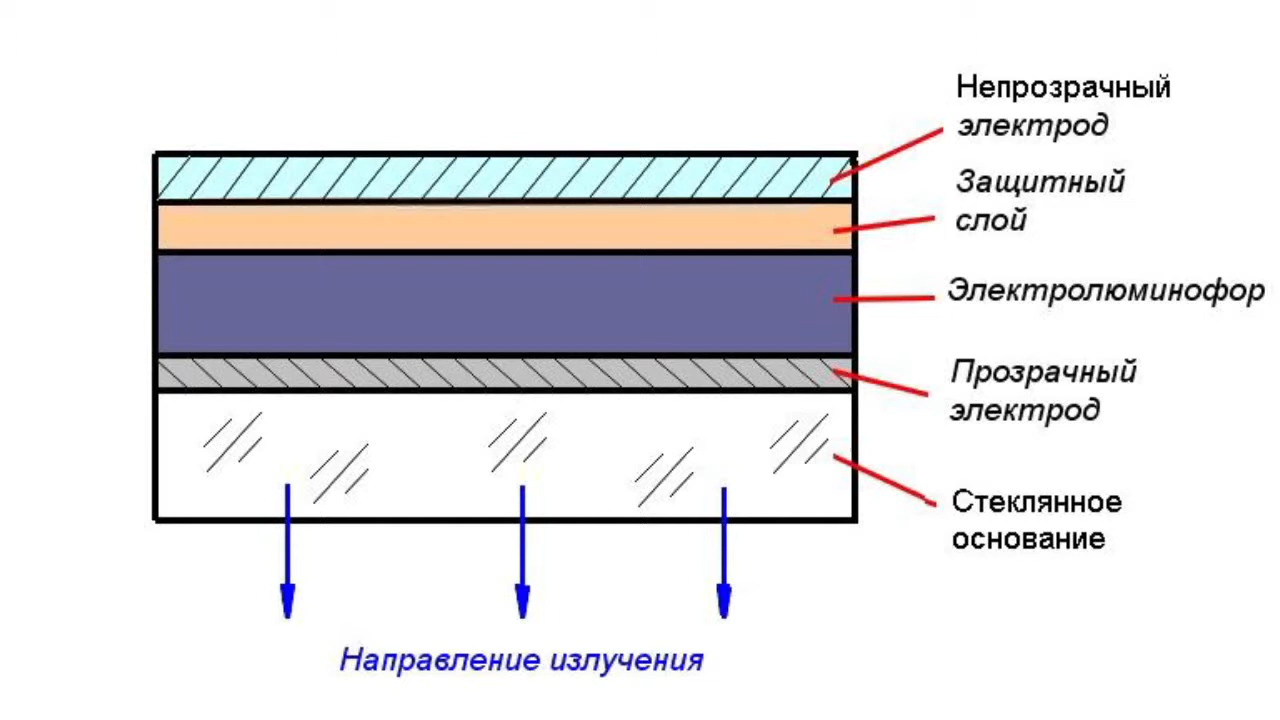 Непрозрачный
электрод
Защитный
слой
Электролюминофор
Прозрачный
электрод
Стеклянное
основание
Направление излучения